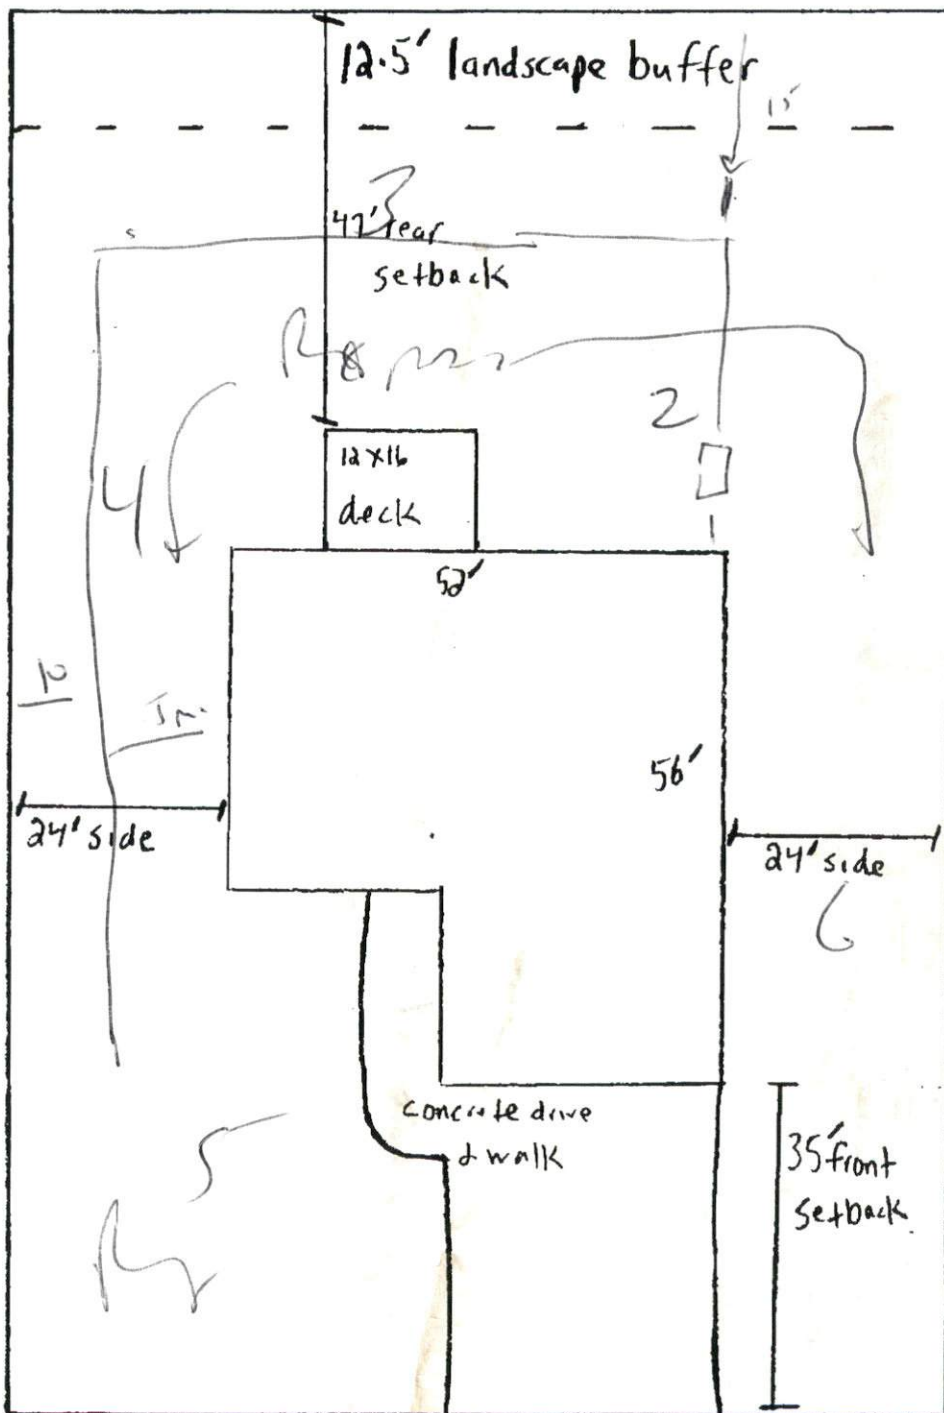 12.5' landscape buffer
15'
3
47' rear
setback
2
12x16
deck
4
52'
56'
24' side
24' side
6
concrete drive
& walk
5
35' front
setback